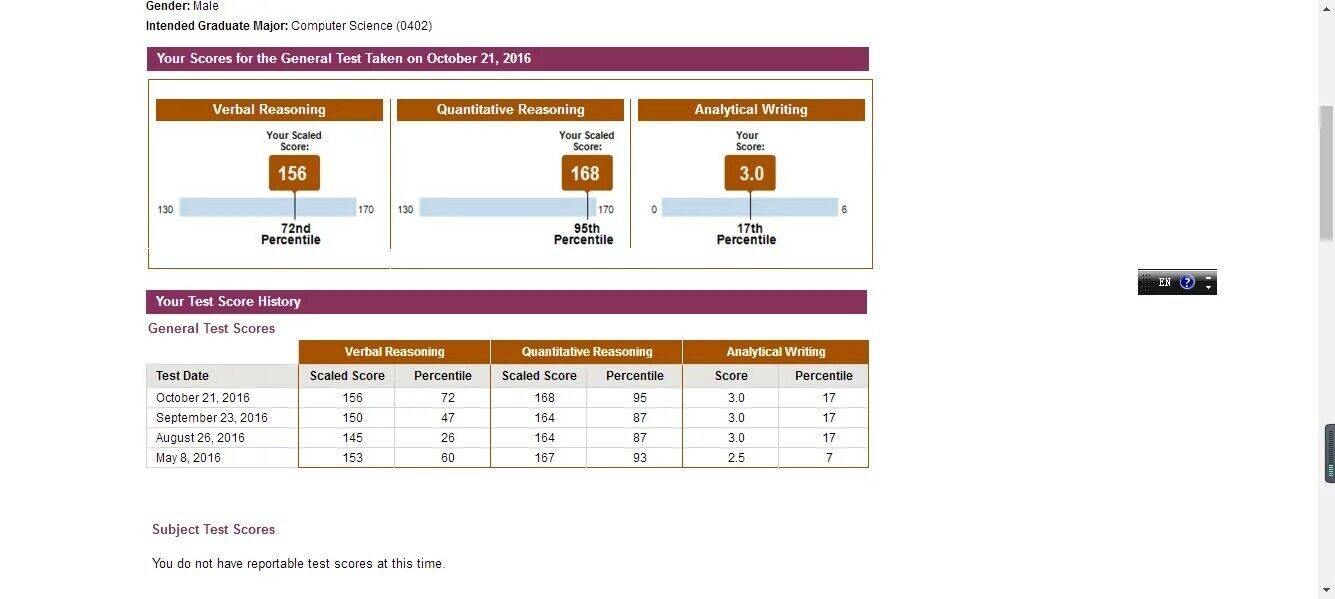 Gender: Male
Intended Graduate Major: Computer Science (0402)
Your Scores for the General Test Taken on October 21, 2016
Verbal Reasoning Quantitative Reasoning Analytical Writing
Your Scaled Your Scaled Your
Score: Score: Score:
156 168 3.0
130 170 130 170 0 6
72nd 95th 17th
Percentile Percentile Percentile
EN ?
Your Test Score History
General Test Scores
Verbal Reasoning Quantitative Reasoning Analytical Writing
Test Date Scaled Score Percentile Scaled Score Percentile Score Percentile
October 21, 2016 156 72 168 95 3.0 17
September 23, 2016 150 47 164 87 3.0 17
August 26, 2016 145 26 164 87 3.0 17
May 8, 2016 153 60 167 93 2.5 7
Subject Test Scores
You do not have reportable test scores at this time.